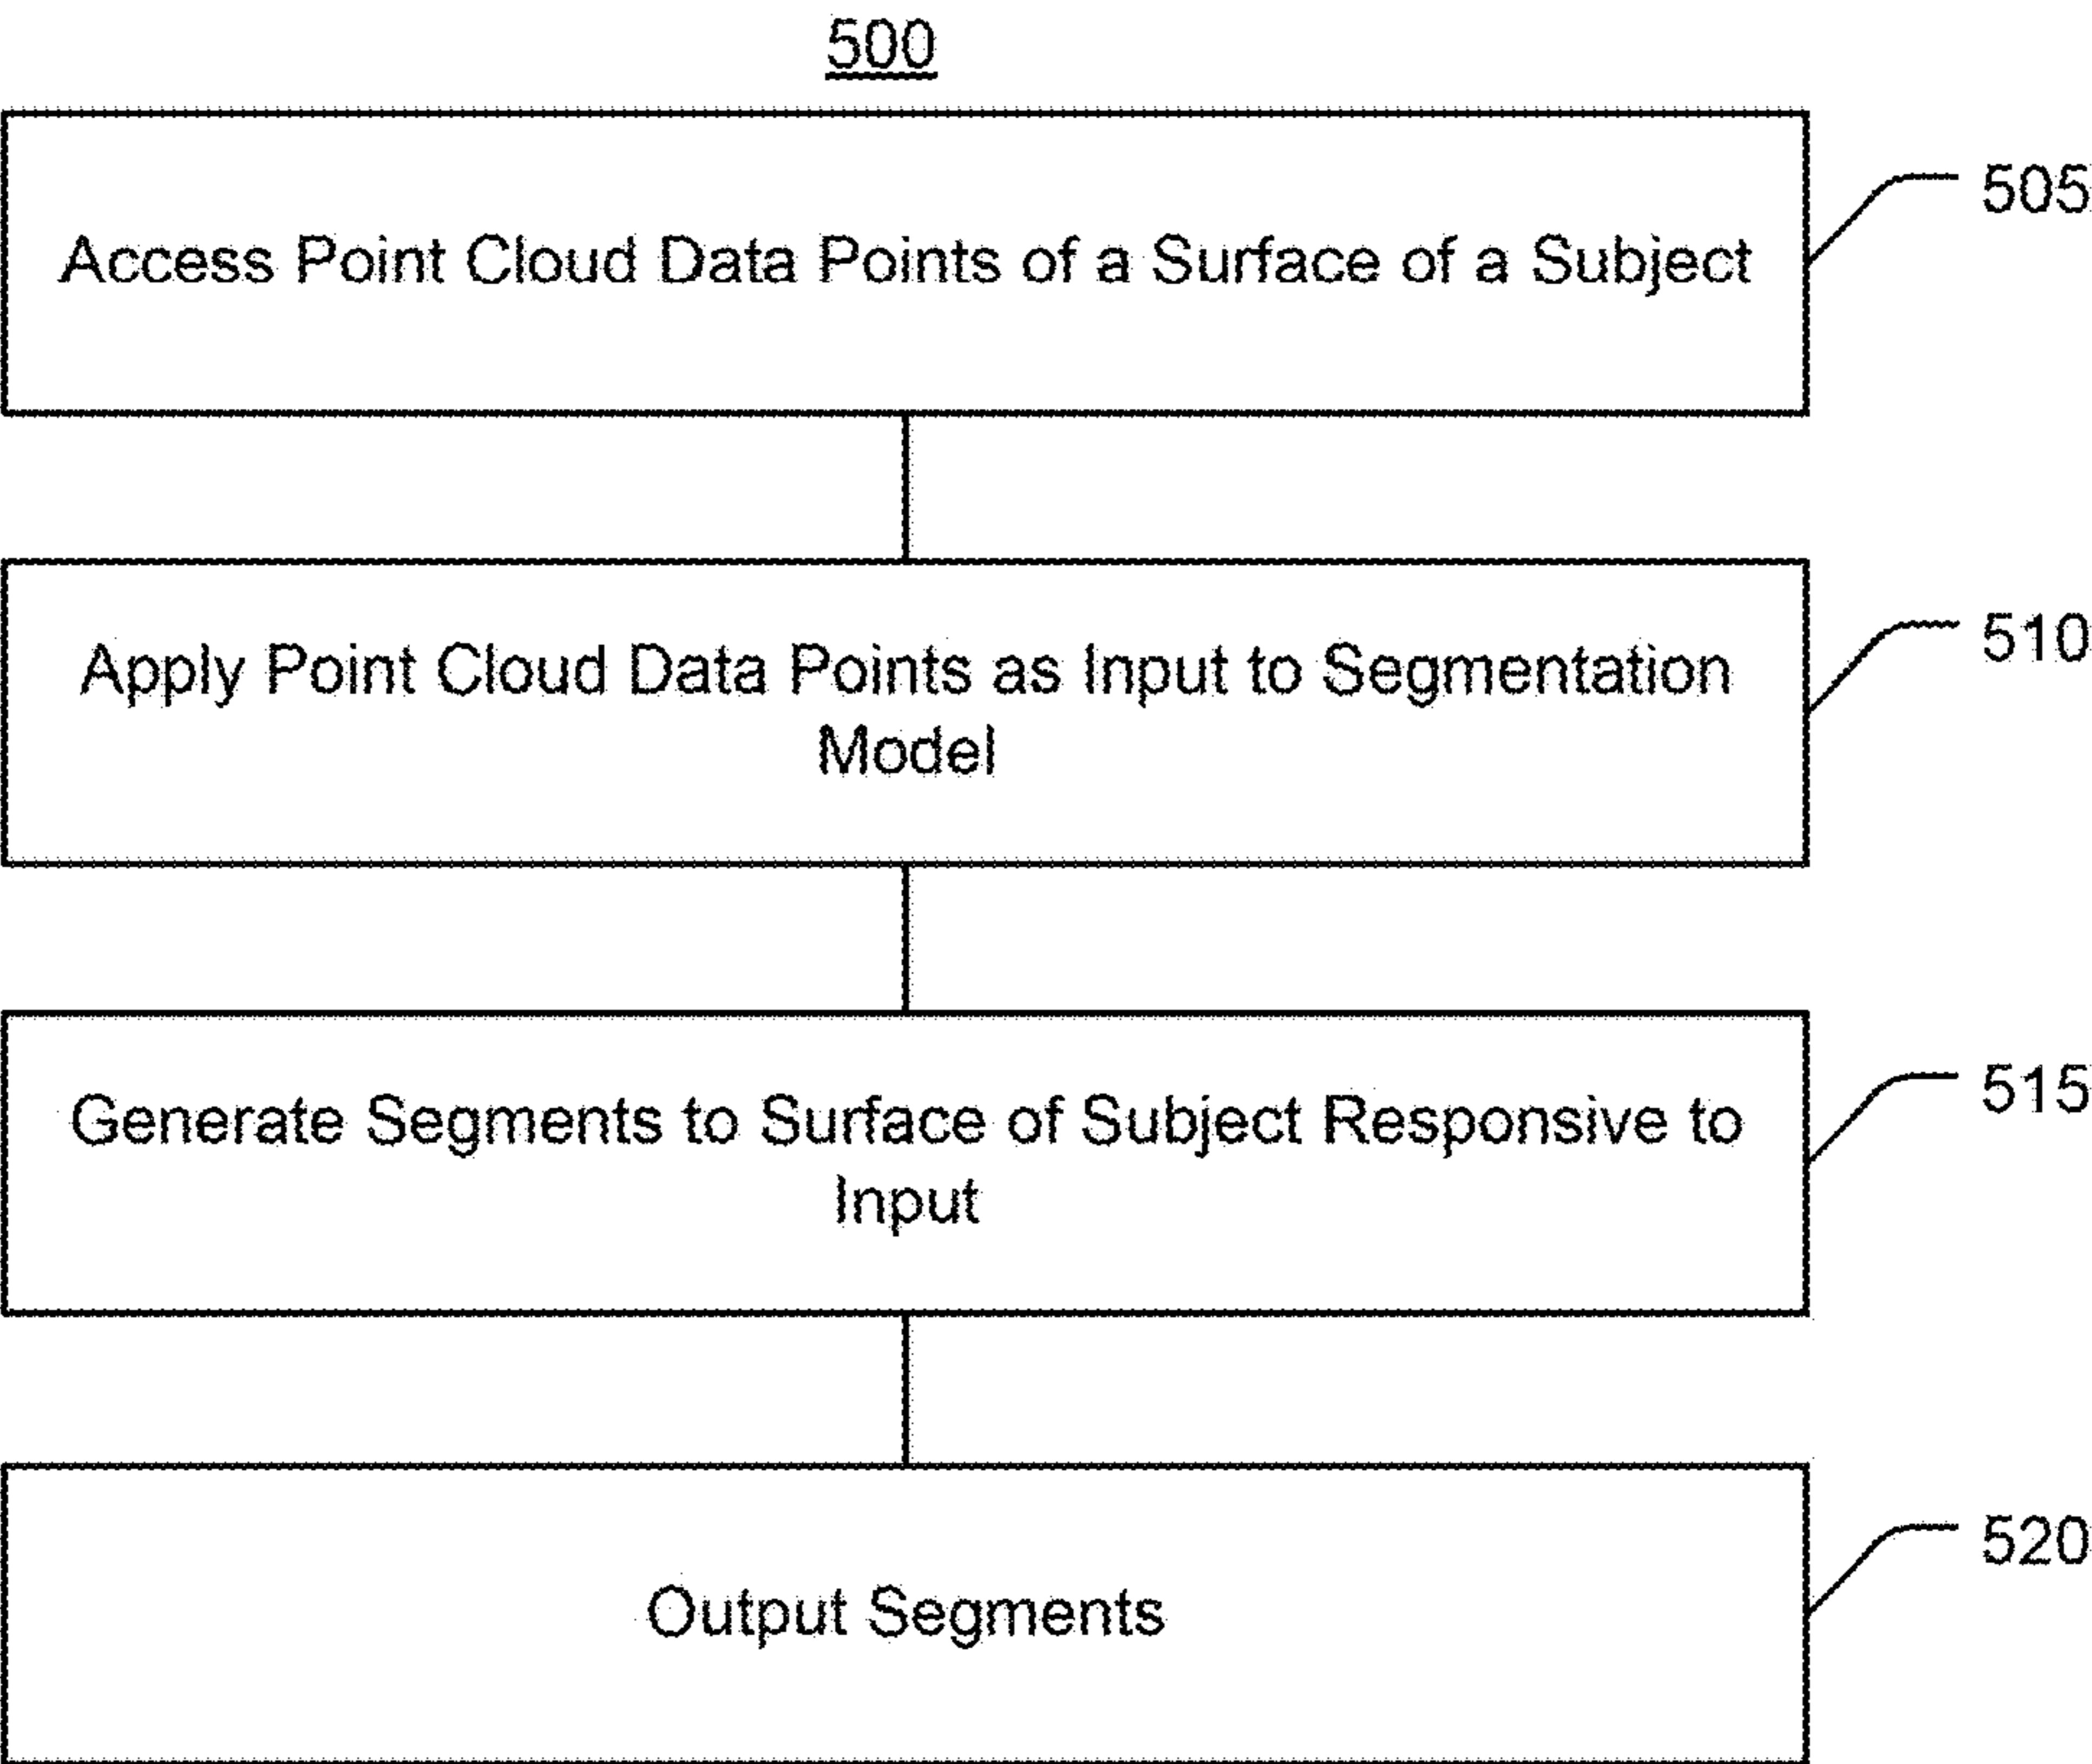 500
Access Point Cloud Data Points of a Surface of a Subject
505
Apply Point Cloud Data Points as Input to Segmentation
Model
510
Generate Segments to Surface of Subject Responsive to
Input
515
Output Segments
520